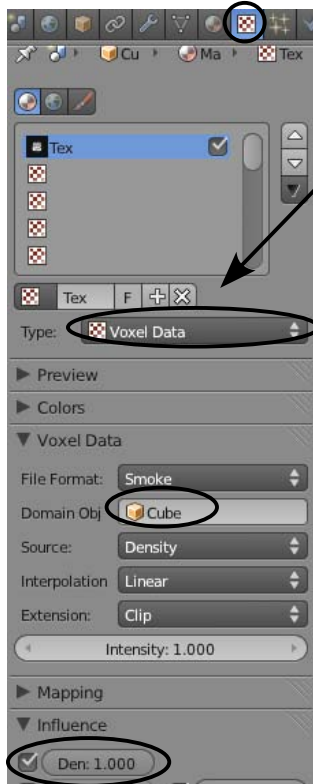 Cu Ma Tex
Tex
Tex F
Type: Voxel Data
Preview
Colors
Voxel Data
File Format: Smoke
Domain Obj Cube
Source: Density
Interpolation Linear
Extension: Clip
Intensity: 1.000
Mapping
Influence
Den: 1.000